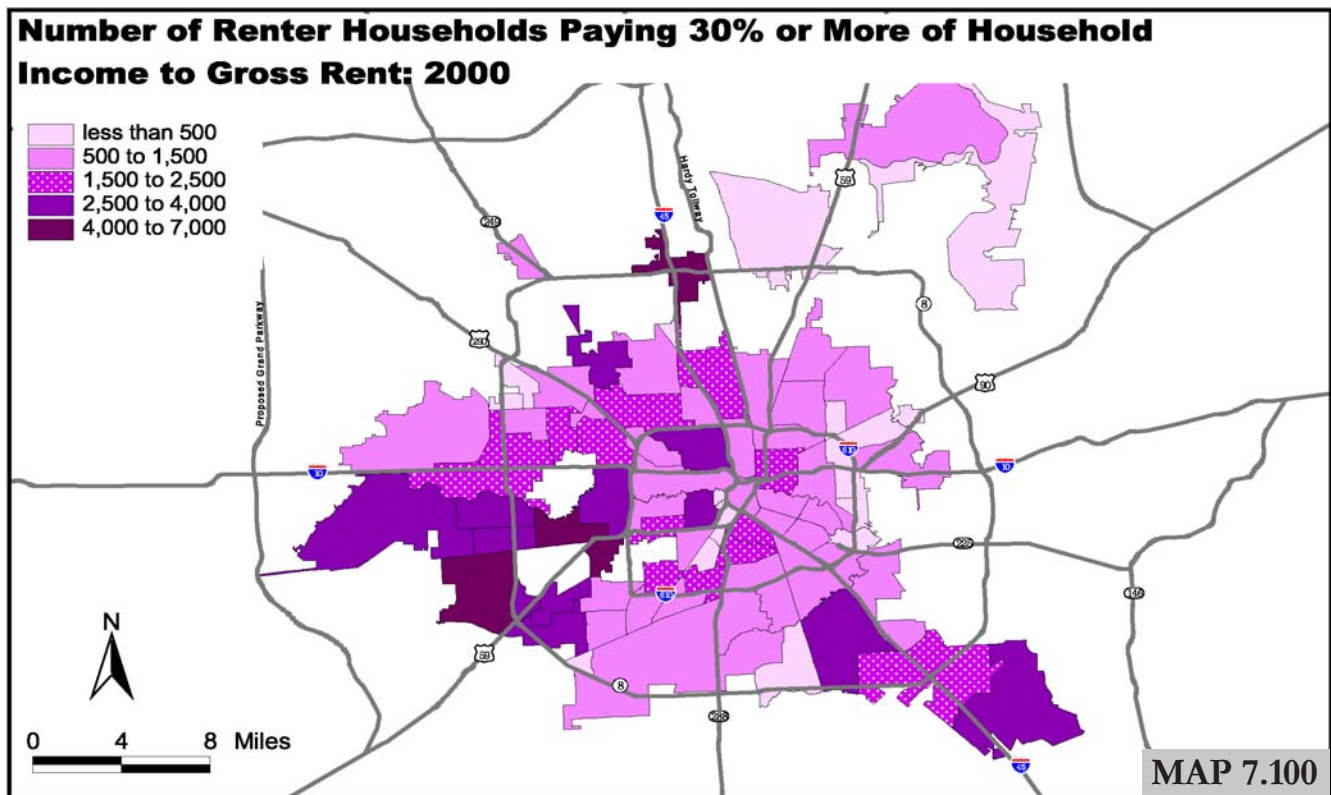 Number of Renter Households Paying 30% or More of Household
Income to Gross Rent: 2000
less than 500
500 to 1,500
1,500 to 2,500
2,500 to 4,000
4,000 to 7,000
Hardy Tollway
59
45
249
8
Proposed Grand Parkway
290
90
610
10
10
225
146
610
59
8
288
45
N
0 4 8 Miles
MAP 7.100